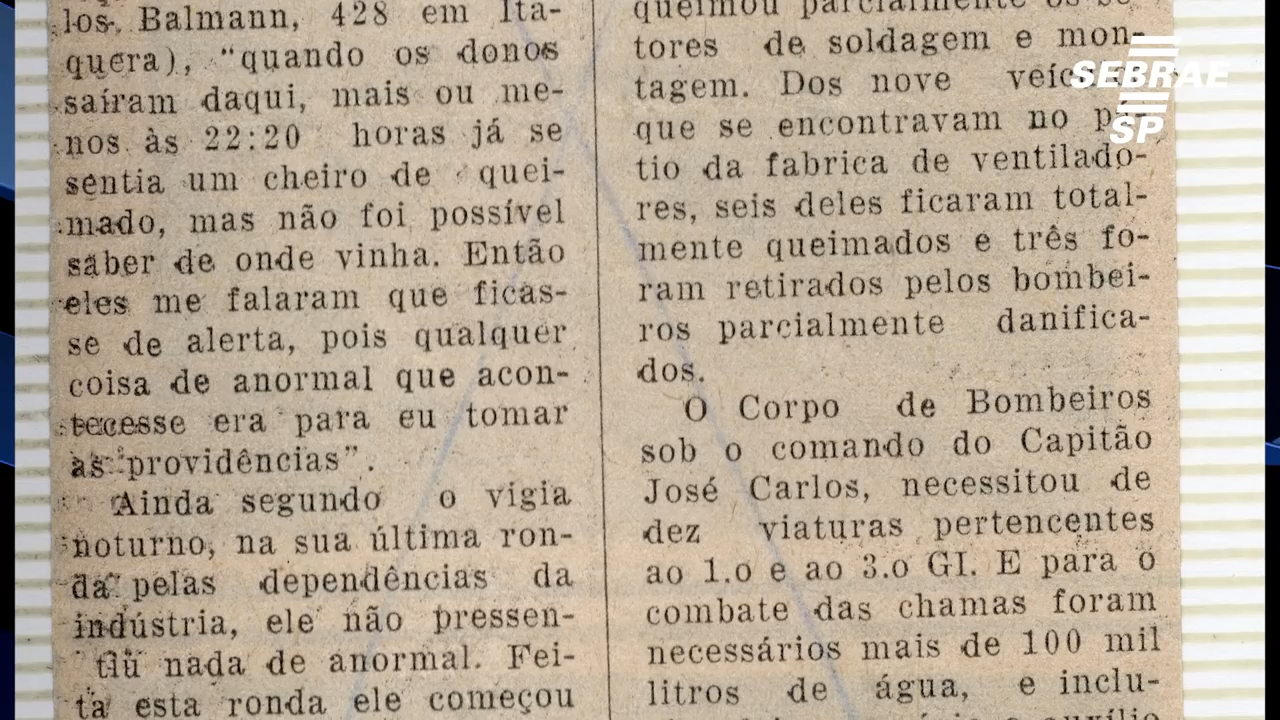 los, Balmann, 428 em Ita-
quera), "quando os donos
saíram daqui, mais ou me-
nos às 22:20 horas já se
sentia um cheiro de quei-
mado, mas não foi possível
saber de onde vinha. Então
eles me falaram que ficas-
se de alerta, pois qualquer
coisa de anormal que acon-
tecesse era para eu tomar
as providências".
Ainda segundo o vigia
noturno, na sua última ron-
da pelas dependências da
indústria, ele não pressen-
tiu nada de anormal. Fei-
ta esta ronda ele começou
queimou parcialmente os se-
tores de soldagem e mon-
tagem. Dos nove
que se encontravam no pá-
tio da fabrica de ventilado-
res, seis deles ficaram total-
mente queimados e três fo-
ram retirados pelos bombei-
ros parcialmente danifica-
dos.
O Corpo de Bombeiros
sob o comando do Capitão
José Carlos, necessitou de
dez viaturas pertencentes
ao 1.o e ao 3.o GI. E para o
combate das chamas foram
necessários mais de 100 mil
litros de água, e inclu-
SEBRAE
SP